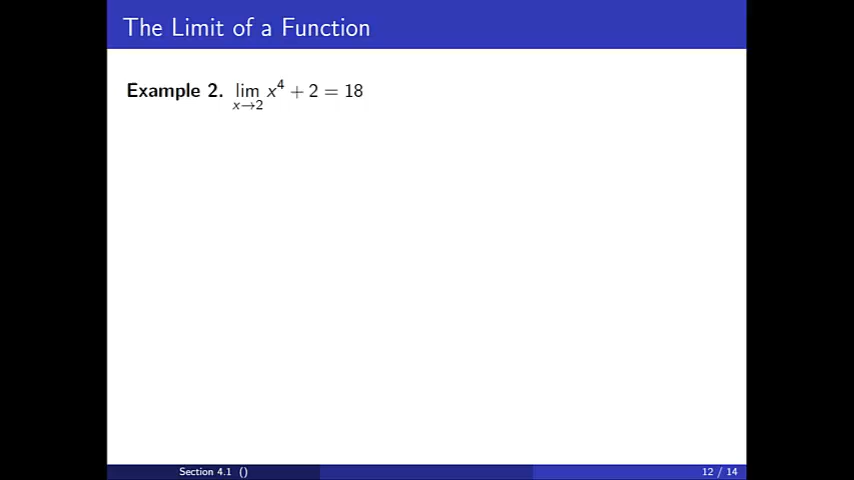 The Limit of a Function
Example 2. lim x→2 x⁴ + 2 = 18
Section 4.1 ()
12 / 14